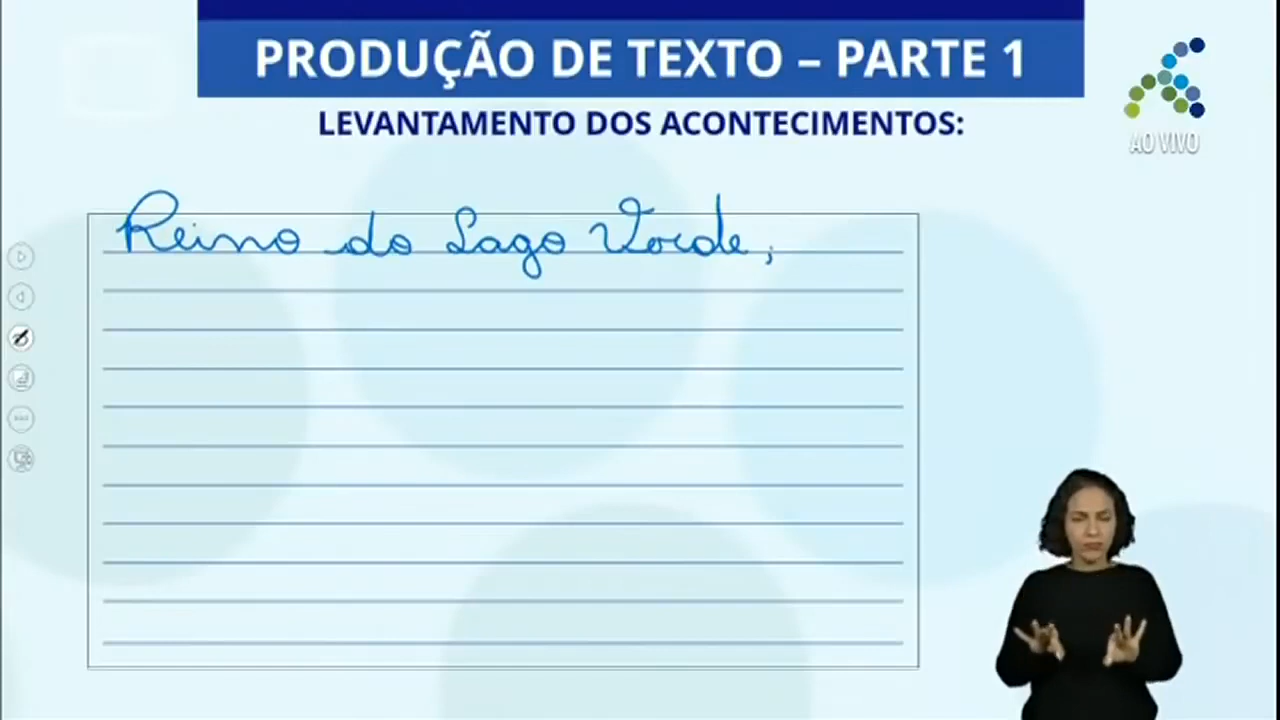 PRODUÇÃO DE TEXTO – PARTE 1
LEVANTAMENTO DOS ACONTECIMENTOS:
AO VIVO
Reino do Lago Verde;